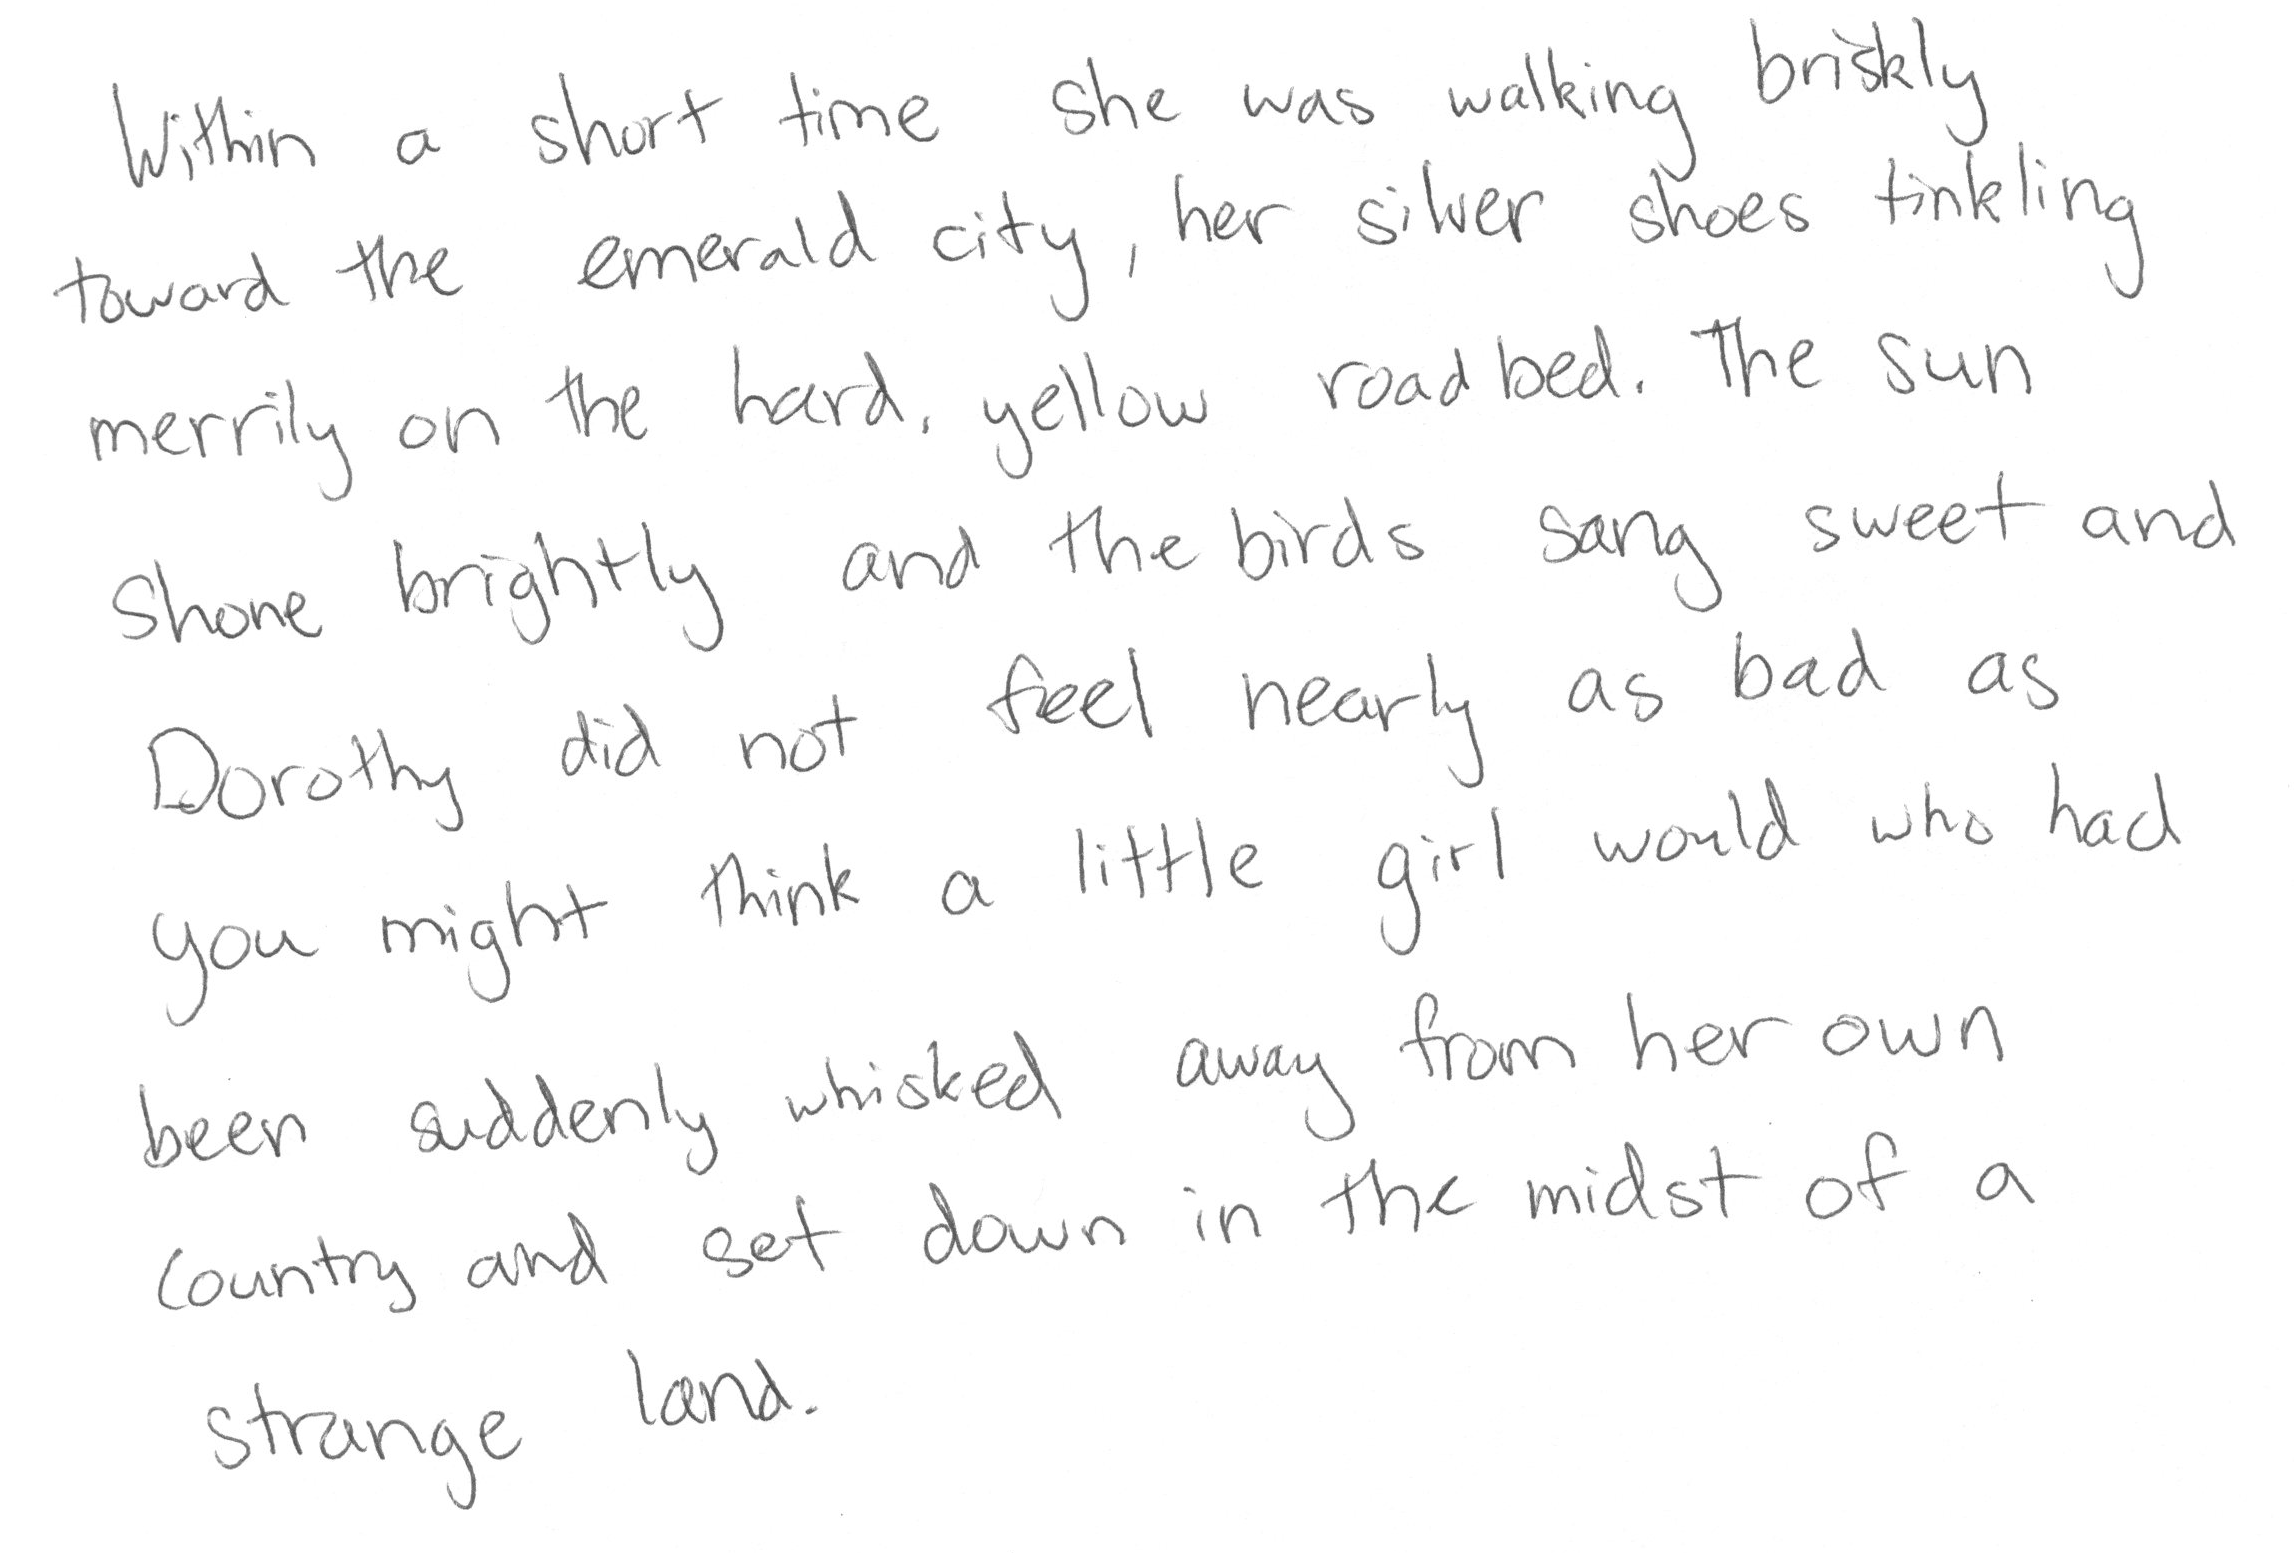 Within a short time she was walking briskly
toward the emerald city, her silver shoes tinkling
merrily on the hard, yellow roadbed. The sun
shone brightly and the birds sang sweet and
Dorothy did not feel nearly as bad as
you might think a little girl would who had
been suddenly whisked away from her own
country and set down in the midst of a
strange land.